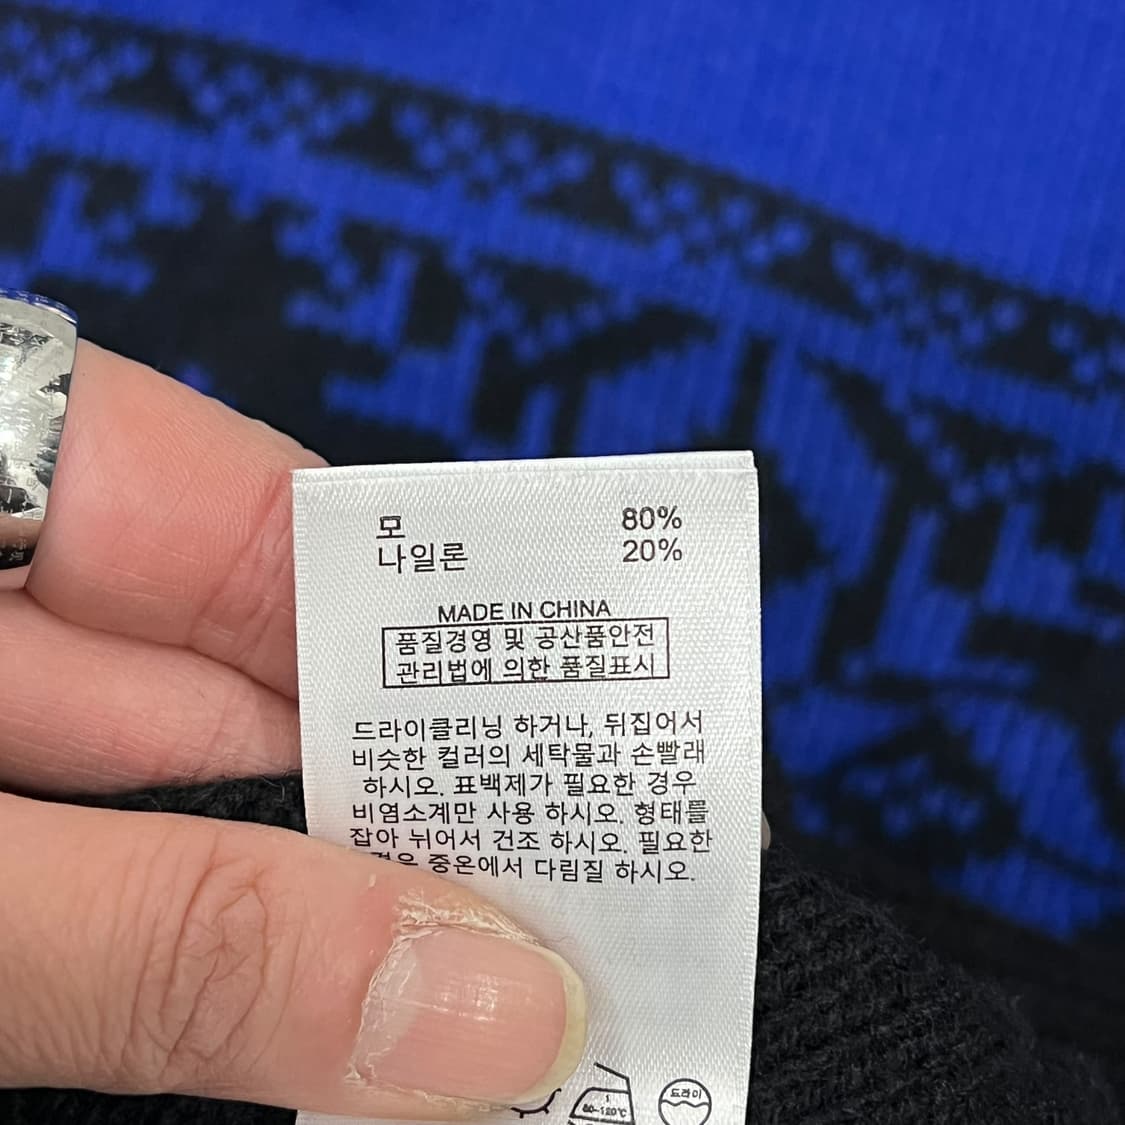 모 80%
나일론 20%
MADE IN CHINA
품질경영 및 공산품안전
관리법에 의한 품질표시
드라이클리닝 하거나, 뒤집어서
비슷한 컬러의 세탁물과 손빨래
하시오. 표백제가 필요한 경우
비염소계만 사용 하시오. 형태를
잡아 뉘어서 건조 하시오. 필요한
중온에서 다림질 하시오.
1
80-120℃
드라이